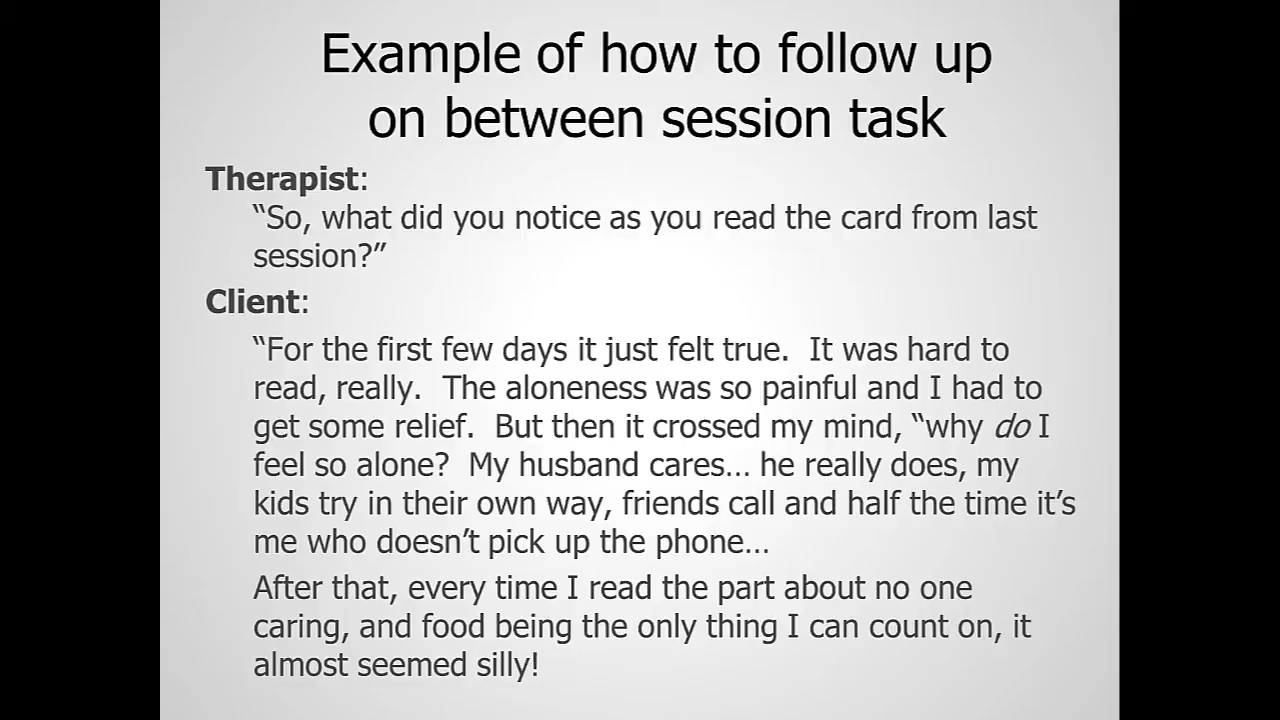 Example of how to follow up
on between session task
Therapist:
“So, what did you notice as you read the card from last
session?”
Client:
“For the first few days it just felt true.  It was hard to
read, really.  The aloneness was so painful and I had to
get some relief.  But then it crossed my mind, “why do I
feel so alone?  My husband cares… he really does, my
kids try in their own way, friends call and half the time it’s
me who doesn’t pick up the phone…
After that, every time I read the part about no one
caring, and food being the only thing I can count on, it
almost seemed silly!